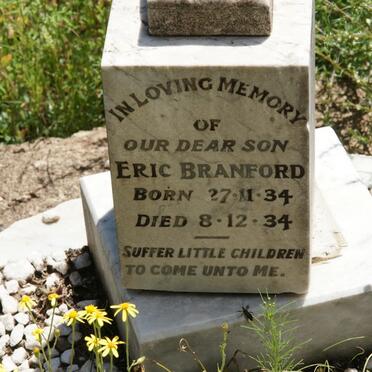 IN LOVING MEMORY
OF
OUR DEAR SON
ERIC BRANFORD
BORN 27·11·34
DIED 8·12·34
SUFFER LITTLE CHILDREN
TO COME UNTO ME.